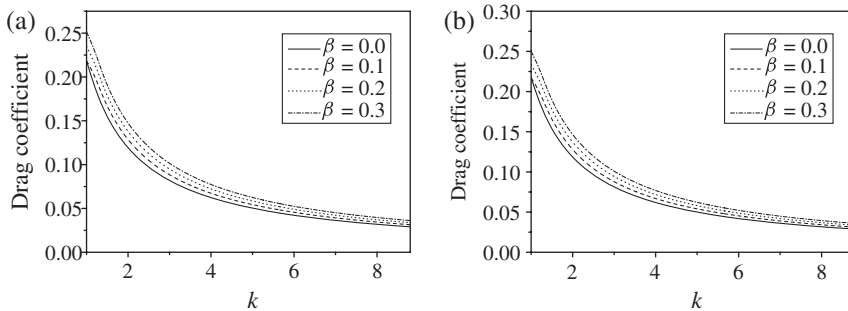 (a)
0.25
0.20
0.15
0.10
0.05
0.00
Drag coefficient
β = 0.0
β = 0.1
β = 0.2
β = 0.3
2 4 6 8
k
(b)
0.30
0.25
0.20
0.15
0.10
0.05
0.00
Drag coefficient
β = 0.0
β = 0.1
β = 0.2
β = 0.3
2 4 6 8
k